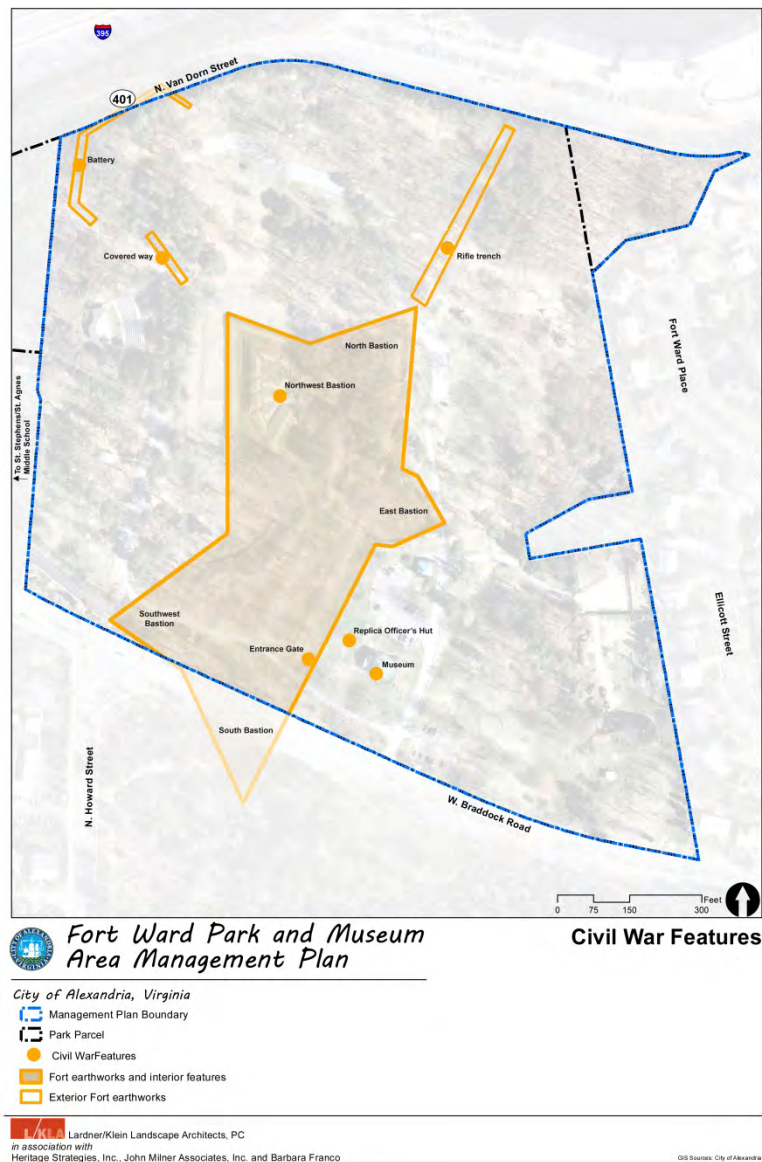 395
N. Van Dorn Street
401
Battery
Covered way
Rifle trench
North Bastion
Northwest Bastion
Fort Ward Place
To St. Stephens/St. Agnes
Middle School
East Bastion
Southwest
Bastion
Replica Officer's Hut
Entrance Gate
Museum
Ellicott Street
South Bastion
N. Howard Street
W. Braddock Road
Feet
0 75 150 300
Fort Ward Park and Museum
Area Management Plan
Civil War Features
CITY OF ALEXANDRIA VIRGINIA
City of Alexandria, Virginia
Management Plan Boundary
Park Parcel
Civil WarFeatures
Fort earthworks and interior features
Exterior Fort earthworks
L/KLA Lardner/Klein Landscape Architects, PC
in association with
Heritage Strategies, Inc., John Milner Associates, Inc. and Barbara Franco
GIS Sources: City of Alexandria